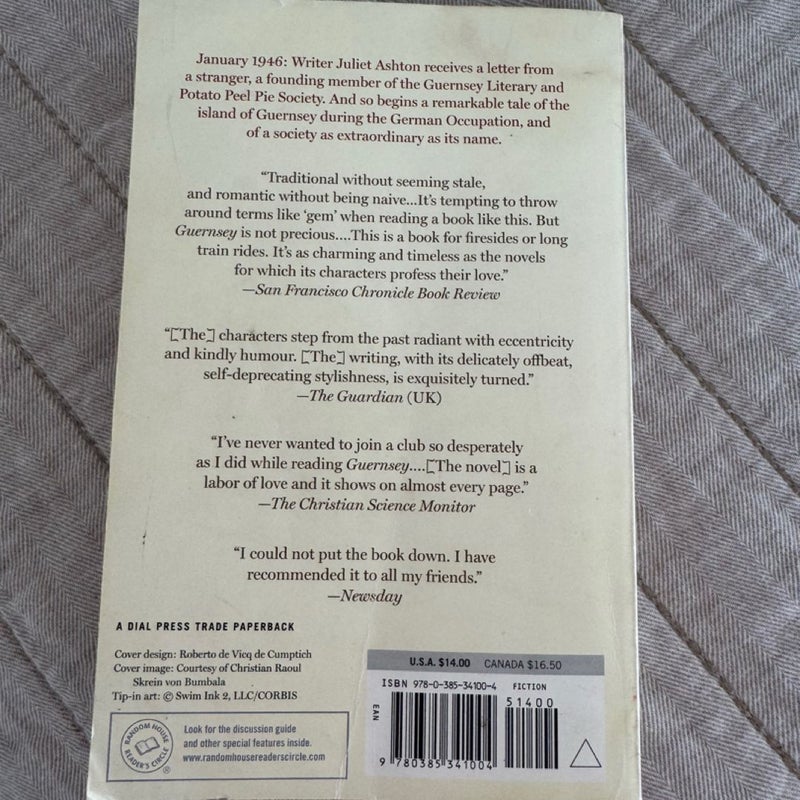 January 1946: Writer Juliet Ashton receives a letter from
a stranger, a founding member of the Guernsey Literary and
Potato Peel Pie Society. And so begins a remarkable tale of the
island of Guernsey during the German Occupation, and
of a society as extraordinary as its name.
“Traditional without seeming stale,
and romantic without being naive...It’s tempting to throw
around terms like ‘gem’ when reading a book like this. But
Guernsey is not precious....This is a book for firesides or long
train rides. It’s as charming and timeless as the novels
for which its characters profess their love.”
—San Francisco Chronicle Book Review
“[The] characters step from the past radiant with eccentricity
and kindly humour. [The] writing, with its delicately offbeat,
self-deprecating stylishness, is exquisitely turned.”
—The Guardian (UK)
“I’ve never wanted to join a club so desperately
as I did while reading Guernsey....[The novel] is a
labor of love and it shows on almost every page.”
—The Christian Science Monitor
“I could not put the book down. I have
recommended it to all my friends.”
—Newsday
A DIAL PRESS TRADE PAPERBACK
Cover design: Roberto de Vicq de Cumptich
Cover image: Courtesy of Christian Raoul
Skrein von Bumbala
Tip-in art: © Swim Ink 2, LLC/CORBIS
RANDOM HOUSE
READER'S CIRCLE
®
Look for the discussion guide
and other special features inside.
www.randomhousereaderscircle.com
U.S.A. $14.00 CANADA $16.50
ISBN 978-0-385-34100-4 FICTION
51400
EAN
9 780385 341004